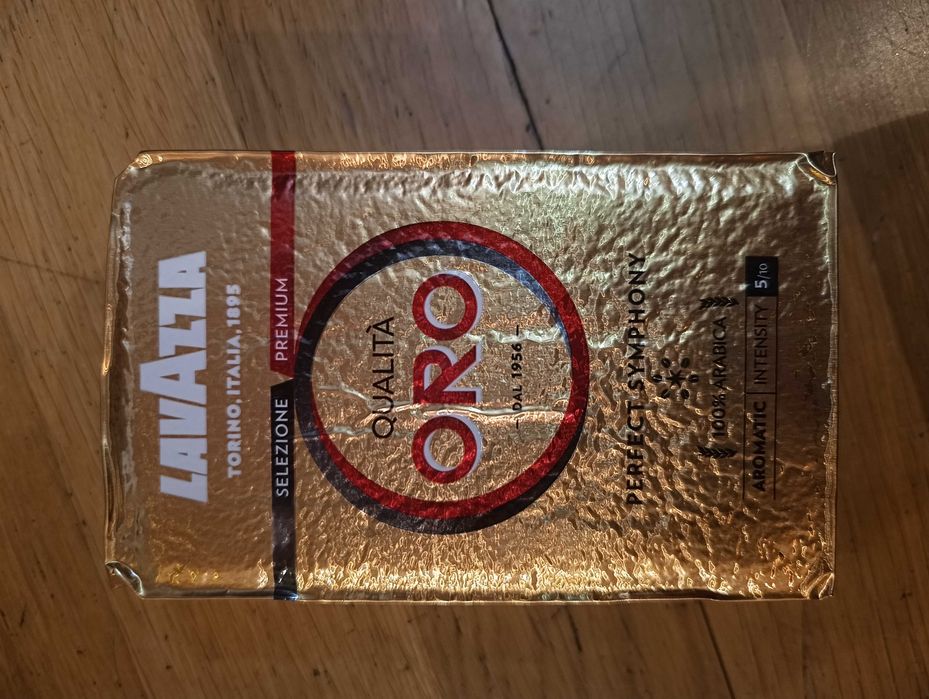 LAVAZZA
TORINO, ITALIA, 1895
SELEZIONE PREMIUM
QUALITÀ
ORO
DAL 1956
PERFECT SYMPHONY
100% ARABICA
AROMATIC INTENSITY 5/10